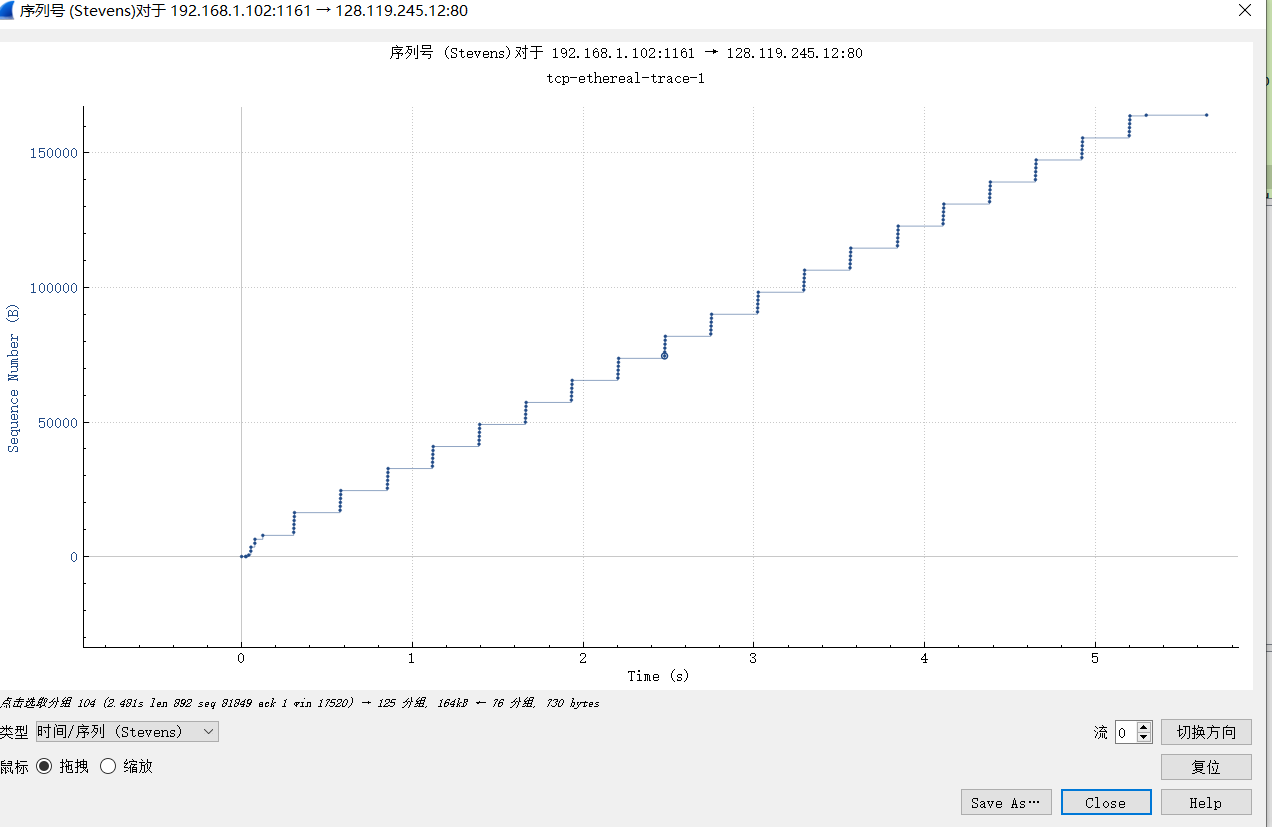 序列号 (Stevens)对于 192.168.1.102:1161 → 128.119.245.12:80
序列号 (Stevens)对于 192.168.1.102:1161 → 128.119.245.12:80
tcp-ethereal-trace-1
Sequence Number (B)
150000
100000
50000
0
0 1 2 3 4 5
Time (s)
点击选取分组 104 (2.481s len 892 seq 81849 ack 1 win 17520) → 125 分组, 164kB ← 76 分组, 730 bytes
类型 时间/序列 (Stevens) 流 0 切换方向
鼠标 拖拽 缩放 复位
Save As… Close Help